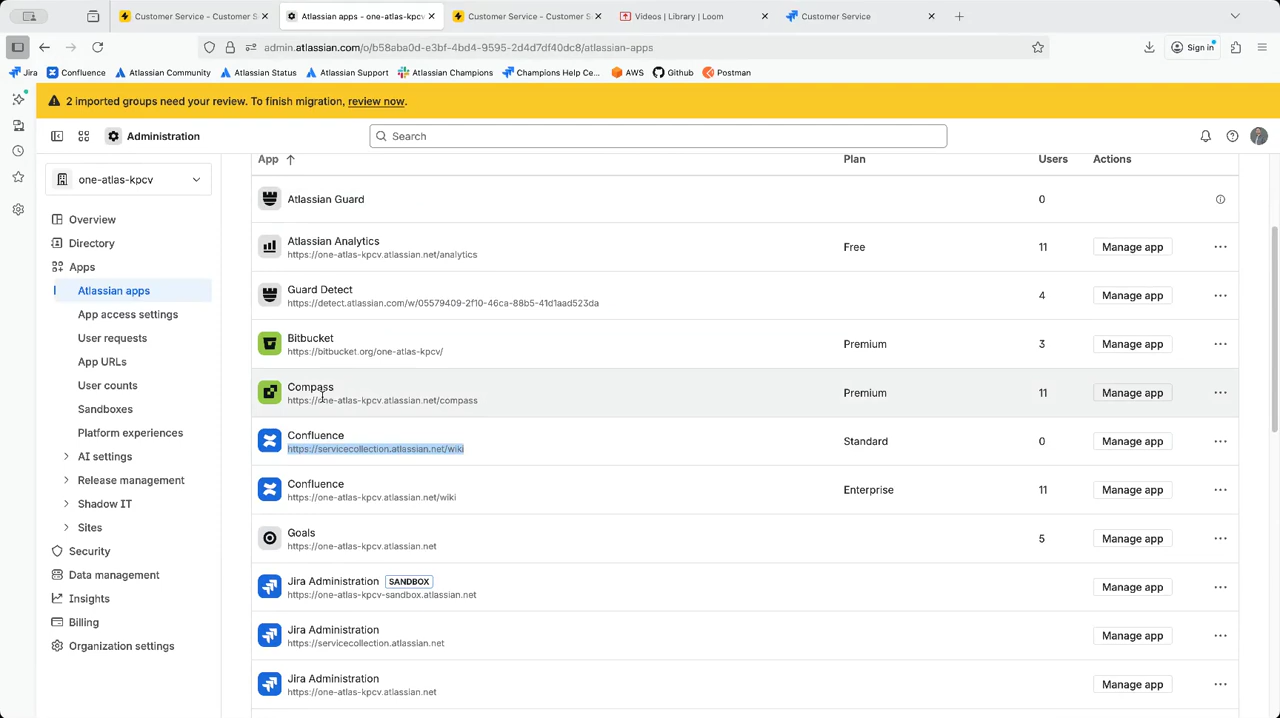 Customer Service - Customer S
Atlassian apps - one-atlas-kpcv
Customer Service - Customer S
Videos | Library | Loom
Customer Service
admin.atlassian.com/o/b58aba0d-e3bf-4bd4-9595-2d4d7df40dc8/atlassian-apps
Sign in
Jira
Confluence
Atlassian Community
Atlassian Status
Atlassian Support
Atlassian Champions
Champions Help Ce...
AWS
Github
Postman
2 imported groups need your review. To finish migration, review now.
Administration
Search
one-atlas-kpcv
Overview
Directory
Apps
Atlassian apps
App access settings
User requests
App URLs
User counts
Sandboxes
Platform experiences
AI settings
Release management
Shadow IT
Sites
Security
Data management
Insights
Billing
Organization settings
App Plan Users Actions
Atlassian Guard 0
Atlassian Analytics
https://one-atlas-kpcv.atlassian.net/analytics
Free 11 Manage app
Guard Detect
https://detect.atlassian.com/w/05579409-2f10-46ca-88b5-41d1aad523da
4 Manage app
Bitbucket
https://bitbucket.org/one-atlas-kpcv/
Premium 3 Manage app
Compass
https://one-atlas-kpcv.atlassian.net/compass
Premium 11 Manage app
Confluence
https://servicecollection.atlassian.net/wiki
Standard 0 Manage app
Confluence
https://one-atlas-kpcv.atlassian.net/wiki
Enterprise 11 Manage app
Goals
https://one-atlas-kpcv.atlassian.net
5 Manage app
Jira Administration SANDBOX
https://one-atlas-kpcv-sandbox.atlassian.net
Manage app
Jira Administration
https://servicecollection.atlassian.net
Manage app
Jira Administration
https://one-atlas-kpcv.atlassian.net
Manage app